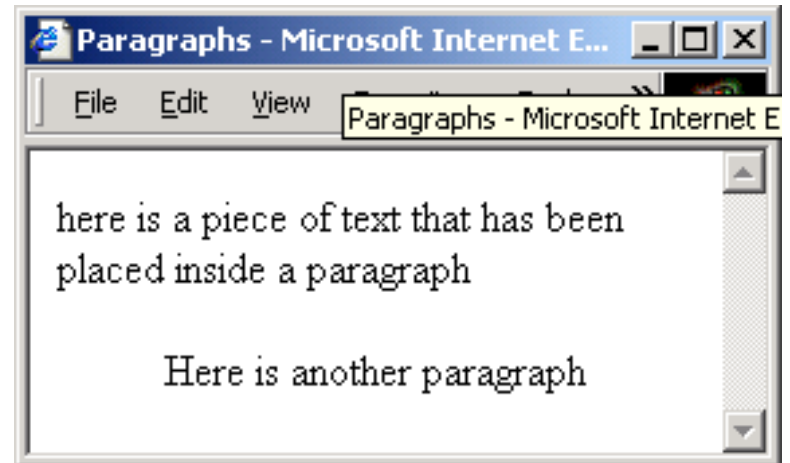 Paragraphs - Microsoft Internet E...
File Edit View
Paragraphs - Microsoft Internet E
here is a piece of text that has been
placed inside a paragraph
Here is another paragraph